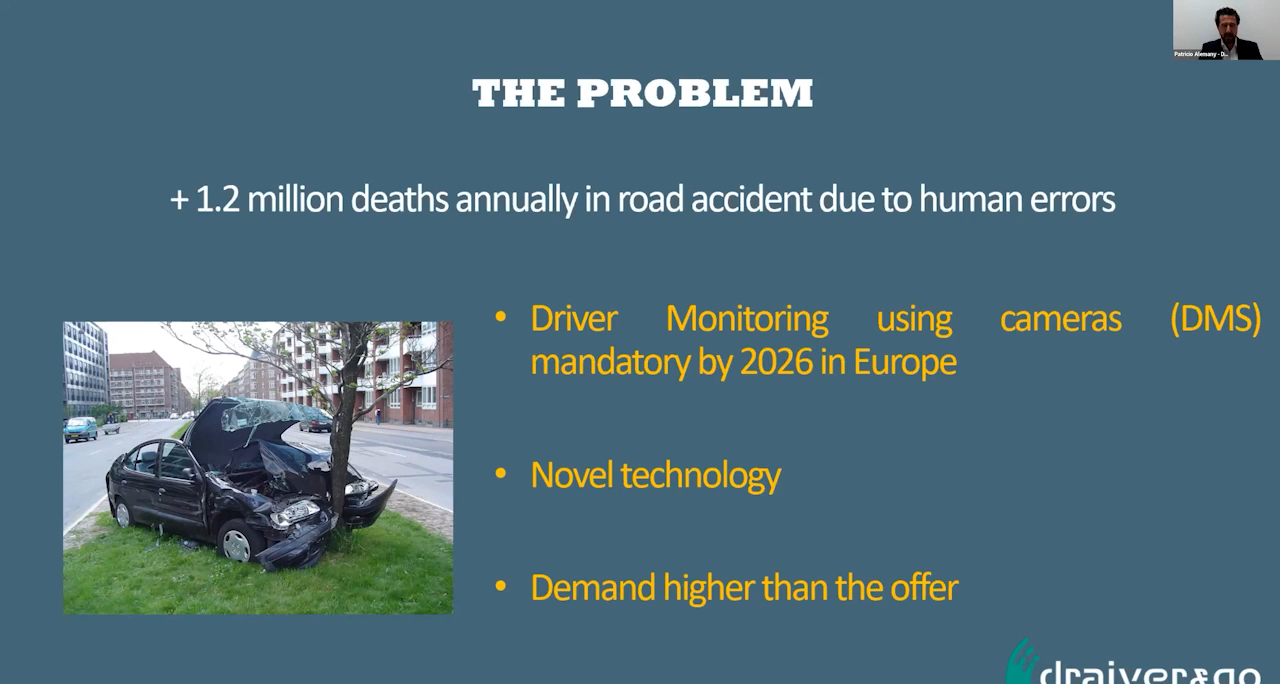 Patricio Alemany - D...
THE PROBLEM
+ 1.2 million deaths annually in road accident due to human errors
• Driver Monitoring using cameras (DMS)
mandatory by 2026 in Europe
• Novel technology
• Demand higher than the offer
draiver&go